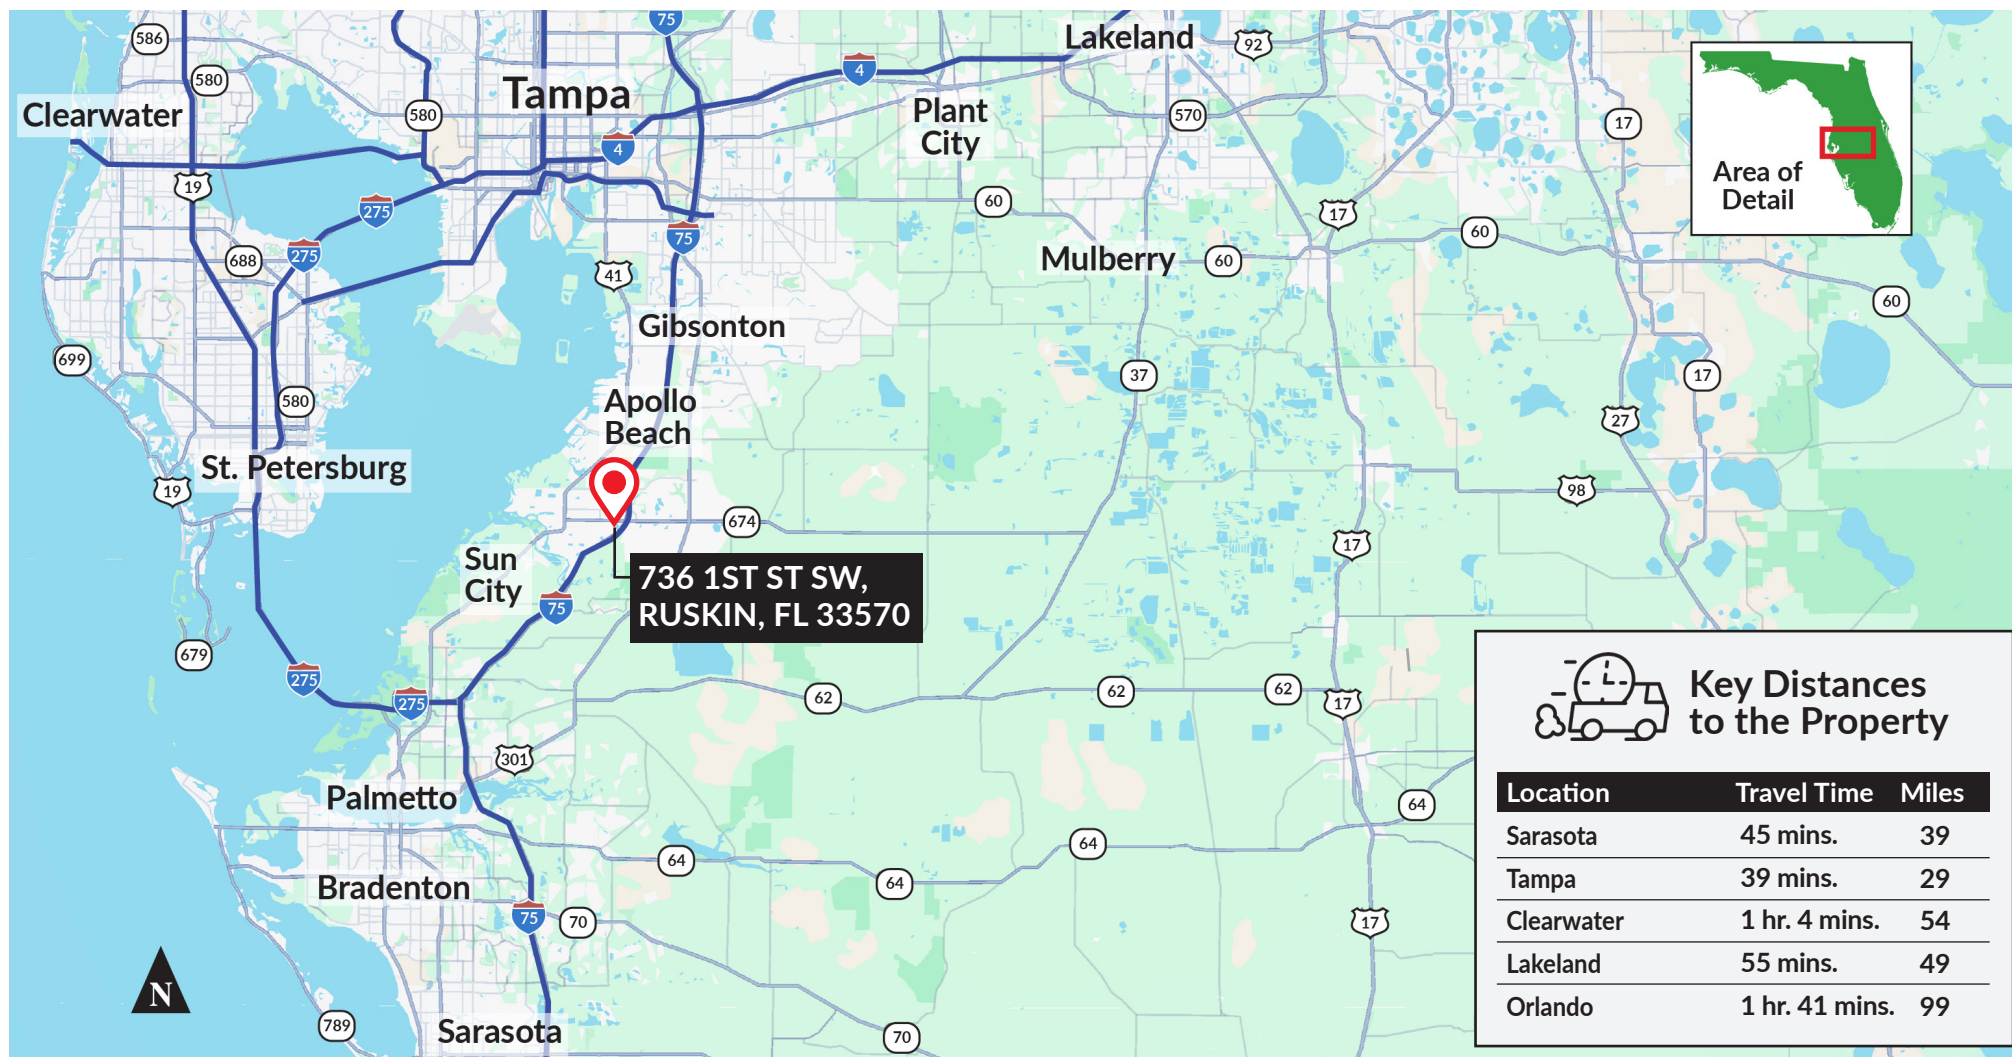 75
586
Lakeland
92
4
580
Tampa
Clearwater
580
Plant
City
570
17
4
Area of
Detail
19
275
60
17
60
688
275
75
41
Mulberry
60
60
Gibsonton
699
37
17
580
Apollo
Beach
27
St. Petersburg
19
98
674
17
Sun
City
736 1ST ST SW,
RUSKIN, FL 33570
75
679
275
275
62
62
62
17
301
Palmetto
64
64
64
64
Bradenton
75
70
17
N
789
Sarasota
70
Key Distances
to the Property
Location Travel Time Miles
Sarasota 45 mins. 39
Tampa 39 mins. 29
Clearwater 1 hr. 4 mins. 54
Lakeland 55 mins. 49
Orlando 1 hr. 41 mins. 99